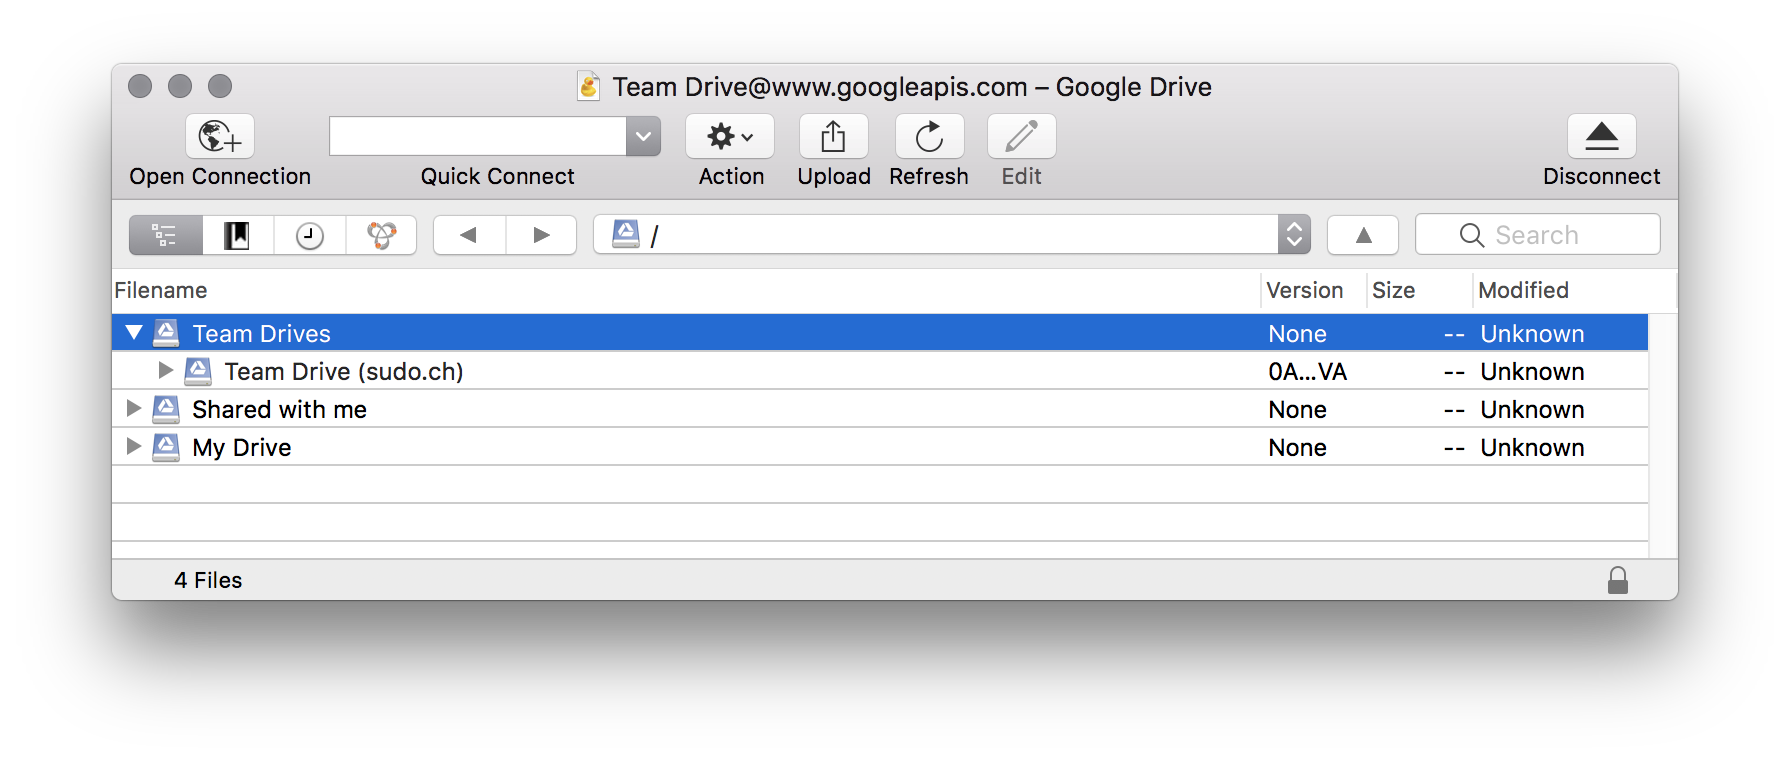 Team Drive@www.googleapis.com – Google Drive
Open Connection Quick Connect Action Upload Refresh Edit Disconnect
/ Search
Filename Version Size Modified
Team Drives None -- Unknown
Team Drive (sudo.ch) 0A...VA -- Unknown
Shared with me None -- Unknown
My Drive None -- Unknown
4 Files